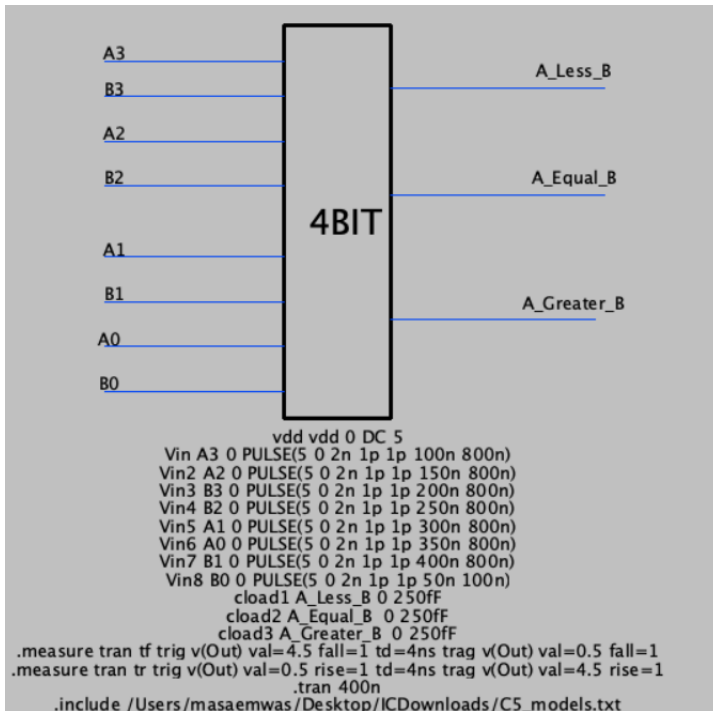 A3
B3
A2
B2
A1
B1
A0
B0
4BIT
A_Less_B
A_Equal_B
A_Greater_B
vdd vdd 0 DC 5
Vin A3 0 PULSE(5 0 2n 1p 1p 100n 800n)
Vin2 A2 0 PULSE(5 0 2n 1p 1p 150n 800n)
Vin3 B3 0 PULSE(5 0 2n 1p 1p 200n 800n)
Vin4 B2 0 PULSE(5 0 2n 1p 1p 250n 800n)
Vin5 A1 0 PULSE(5 0 2n 1p 1p 300n 800n)
Vin6 A0 0 PULSE(5 0 2n 1p 1p 350n 800n)
Vin7 B1 0 PULSE(5 0 2n 1p 1p 400n 800n)
Vin8 B0 0 PULSE(5 0 2n 1p 1p 50n 100n)
cload1 A_Less_B 0 250fF
cload2 A_Equal_B 0 250fF
cload3 A_Greater_B 0 250fF
.measure tran tf trig v(Out) val=4.5 fall=1 td=4ns trag v(Out) val=0.5 fall=1
.measure tran tr trig v(Out) val=0.5 rise=1 td=4ns trag v(Out) val=4.5 rise=1
.tran 400n
.include /Users/masaemwas/Desktop/ICDownloads/C5_models.txt